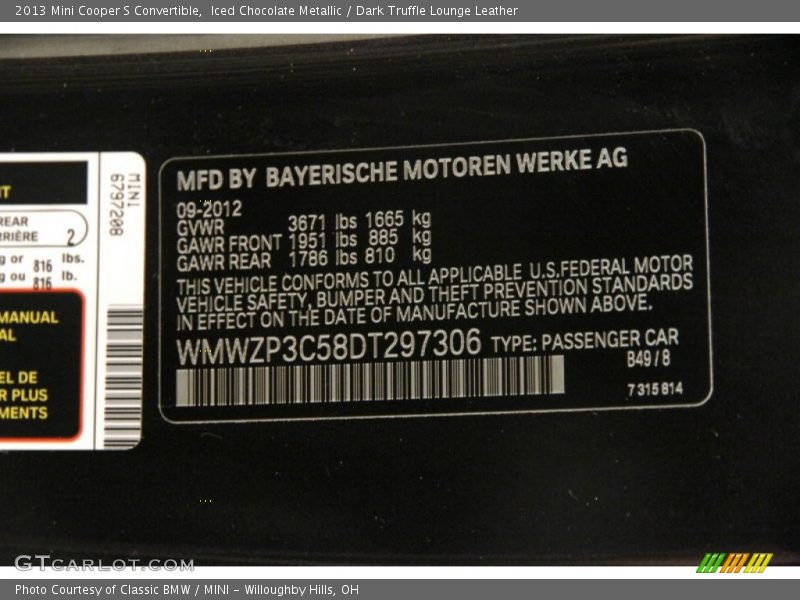 2013 Mini Cooper S Convertible, Iced Chocolate Metallic / Dark Truffle Lounge Leather
MFD BY BAYERISCHE MOTOREN WERKE AG
09-2012
GVWR 3671 lbs 1665 kg
GAWR FRONT 1951 lbs 885 kg
GAWR REAR 1786 lbs 810 kg
THIS VEHICLE CONFORMS TO ALL APPLICABLE U.S.FEDERAL MOTOR
VEHICLE SAFETY, BUMPER AND THEFT PREVENTION STANDARDS
IN EFFECT ON THE DATE OF MANUFACTURE SHOWN ABOVE.
WMWZP3C58DT297306 TYPE: PASSENGER CAR
B49/8
7 315 814
MINI
6797208
REAR
2
816 lbs.
ou 816 lb.
MANUAL
EL DE
PLUS
GTCARLOT.COM
Photo Courtesy of Classic BMW / MINI - Willoughby Hills, OH